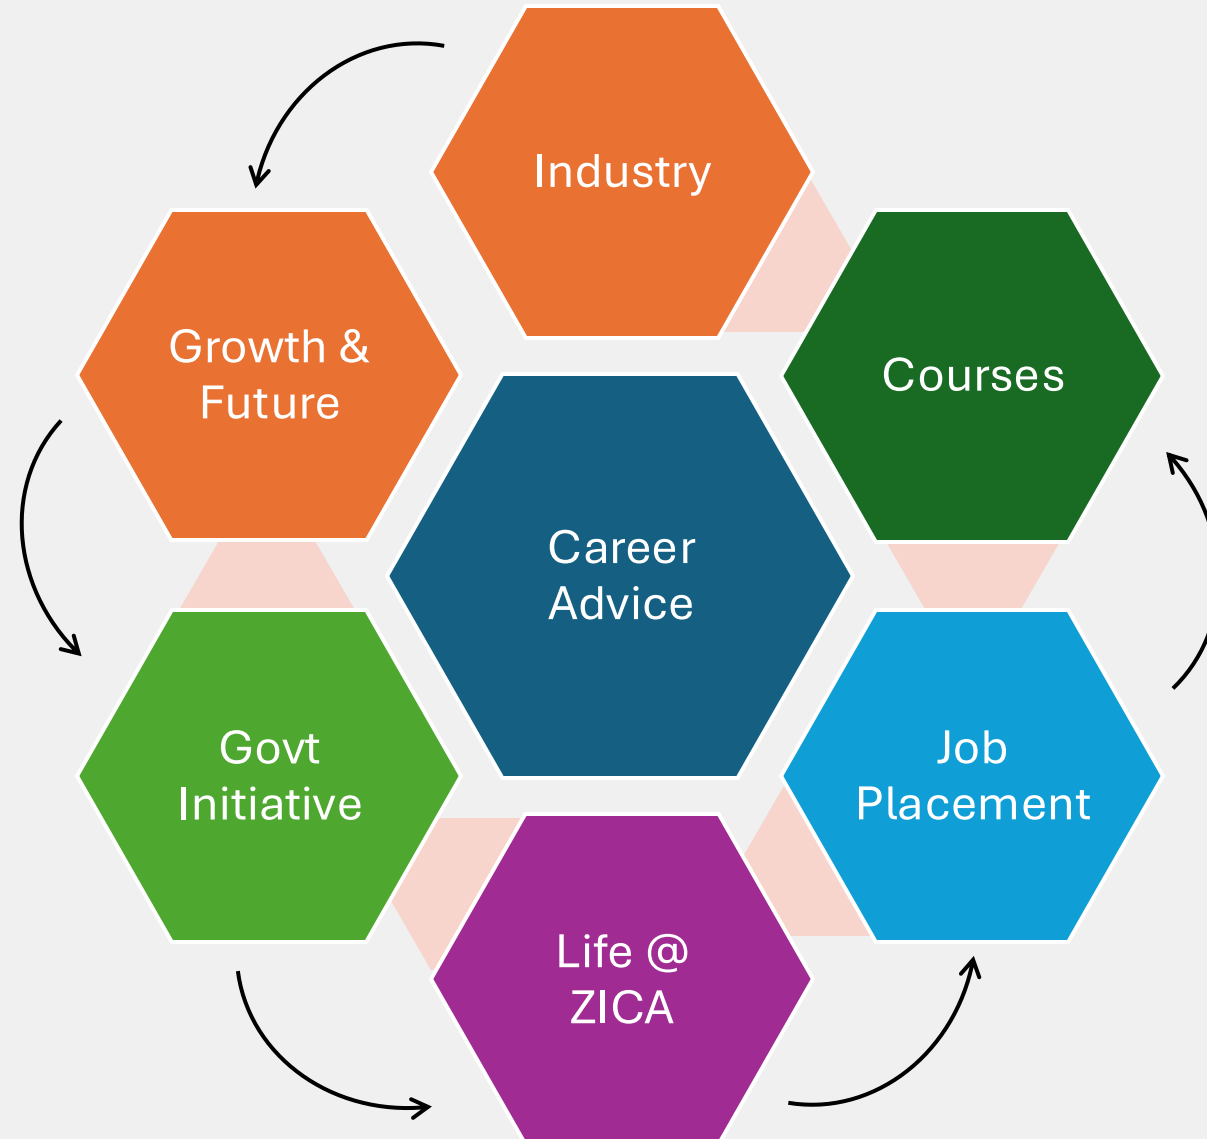 Industry
Growth &
Future
Courses
Career
Advice
Govt
Initiative
Job
Placement
Life @
ZICA